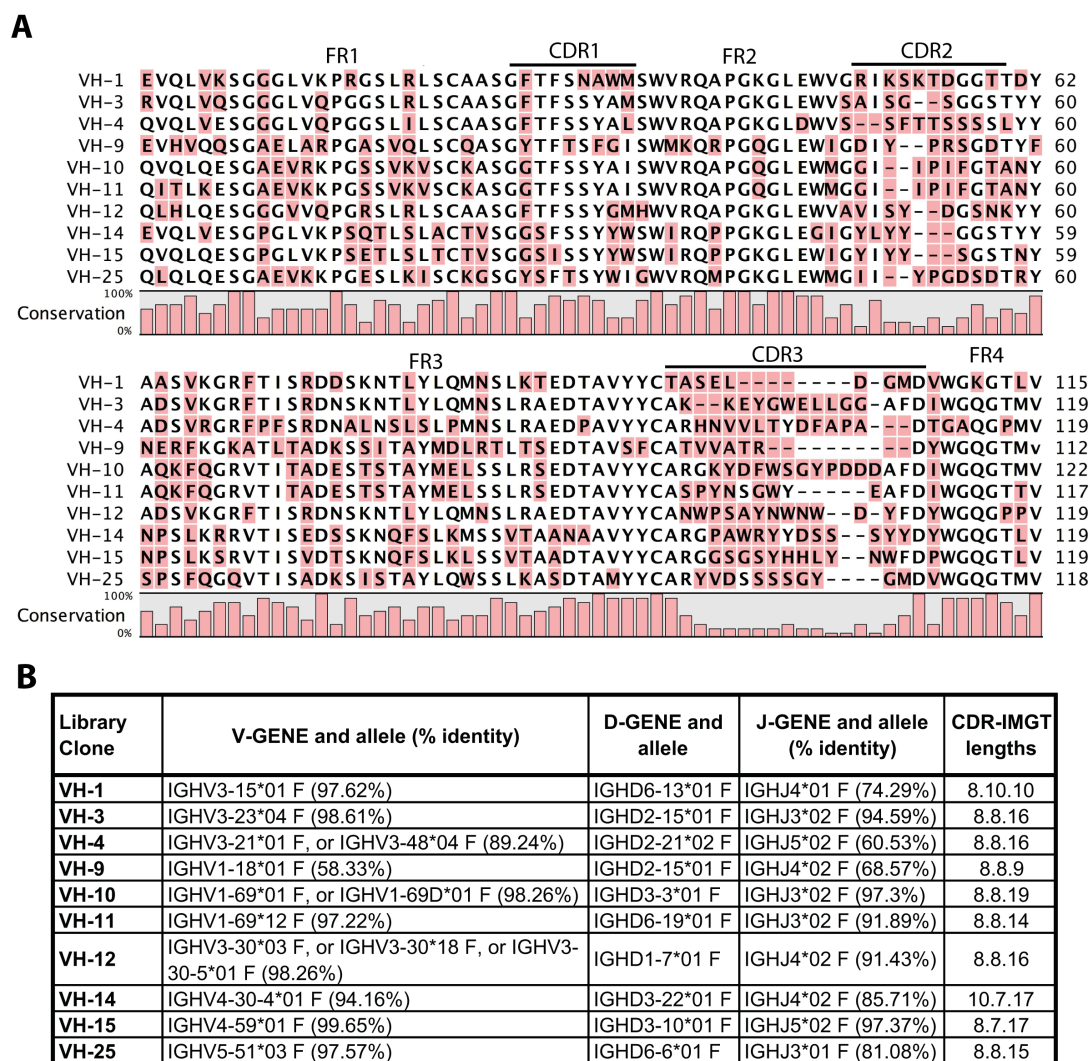 A
FR1 CDR1 FR2 CDR2
VH-1 EVQLVKSGGGLVKPRGSLRLSCAASGFTFSNAWMSWVRQAPGKGLEWVGRIKSKTDGGTTDY 62
VH-3 RVQLVQSGGGLVQPGGSLRLSCAASGFTFSSYAMSWVRQAPGKGLEWVSAISG--SGGSTYY 60
VH-4 QVQLVESGGGLVQPGGSLILSCAASGFTFSSYALSWVRQAPGKGLDWVS--SFTTSSSSLYY 60
VH-9 EVHVQQSGAELARPGASVQLSCQASGYTFTSFGISWMKQRPGQGLEWIGDIY--PRSGDTYF 60
VH-10 QVQLQESGAEVRKPGSSVKVSCKASGGTFSSYAISWVRQAPGQGLEWMGGI-IPIFGTANY 60
VH-11 QITLKESGAEVKKPGSSVKVSCKASGGTFSSYAISWVRQAPGQGLEWMGGI-IPIFGTANY 60
VH-12 QLHLQESGGGVVQPGRSLRLSCAASGFTFSSYGMHWVRQAPGKGLEWVAVISY--DGSNKYY 60
VH-14 EVQLVESGPGLVKPSQTLSLACTVSGGSFSSYYWSWIRQPPGKGLEGIGYLYY---GGSTYY 59
VH-15 QVQLQESGPGLVKPSETLSLTCTVSGGSISSYYWSWIRQPPGKGLEWIGYIYY---SGSTNY 59
VH-25 QLQLQESGAEVKKPGESLKISCKGSGYSFTSYWIGWVRQMPGKGLEWMGII--YPGDSDTRY 60
100%
Conservation
0%
FR3 CDR3 FR4
VH-1 AASVKGRFTISRDDSKNTLYLQMNSLKTEDTAVYYCTASEL--------D-GMDVWGKGTLV 115
VH-3 ADSVKGRFTISRDNSKNTLYLQMNSLRAEDTAVYYCAK--KEYGWELLGG-AFDIWGQGTMV 119
VH-4 ADSVRGRFPFSRDNALNSLSLPMNSLRAEDPAVYYCARHNVVLTYDFAPA---DTGAQGPMV 119
VH-9 NERFKGKATLTADKSSITAYMDLRTLTSEDTAVSFCATVVATR---------DYWGQGTMv 112
VH-10 AQKFQGRVTITADESTSTAYMELSSLRSEDTAVYYCARGKYDFWSGYPDDDAFDIWGQGTMV 122
VH-11 AQKFQGRVTITADESTSTAYMELSSLRSEDTAVYYCASPYNSGWY-----EAFDIWGQGTTV 117
VH-12 ADSVKGRFTISRDNSKNTLYLQMNSLRAEDTAVYYCANWPSAYNWNW--D-YFDYWGQGPPV 119
VH-14 NPSLKRRVTISEDSSKNQFSLKMSSVTAANAAVYYCARGPAWRYYDSS--SYYDYWGQGTLV 119
VH-15 NPSLKSRVTISVDTSKNQFSLKLSSVTAADTAVYYCARGGSGSYHHLY--NWFDPWGQGTLV 119
VH-25 SPSFQGQVTISADKSISTAYLQWSSLKASDTAMYYCARYVDSSSSGY----GMDVWGQGTMV 118
100%
Conservation
0%
B
Library Clone V-GENE and allele (% identity) D-GENE and allele J-GENE and allele (% identity) CDR-IMGT lengths
VH-1 IGHV3-15*01 F (97.62%) IGHD6-13*01 F IGHJ4*01 F (74.29%) 8.10.10
VH-3 IGHV3-23*04 F (98.61%) IGHD2-15*01 F IGHJ3*02 F (94.59%) 8.8.16
VH-4 IGHV3-21*01 F, or IGHV3-48*04 F (89.24%) IGHD2-21*02 F IGHJ5*02 F (60.53%) 8.8.16
VH-9 IGHV1-18*01 F (58.33%) IGHD2-15*01 F IGHJ4*02 F (68.57%) 8.8.9
VH-10 IGHV1-69*01 F, or IGHV1-69D*01 F (98.26%) IGHD3-3*01 F IGHJ3*02 F (97.3%) 8.8.19
VH-11 IGHV1-69*12 F (97.22%) IGHD6-19*01 F IGHJ3*02 F (91.89%) 8.8.14
VH-12 IGHV3-30*03 F, or IGHV3-30*18 F, or IGHV3-30-5*01 F (98.26%) IGHD1-7*01 F IGHJ4*02 F (91.43%) 8.8.16
VH-14 IGHV4-30-4*01 F (94.16%) IGHD3-22*01 F IGHJ4*02 F (85.71%) 10.7.17
VH-15 IGHV4-59*01 F (99.65%) IGHD3-10*01 F IGHJ5*02 F (97.37%) 8.7.17
VH-25 IGHV5-51*03 F (97.57%) IGHD6-6*01 F IGHJ3*01 F (81.08%) 8.8.15